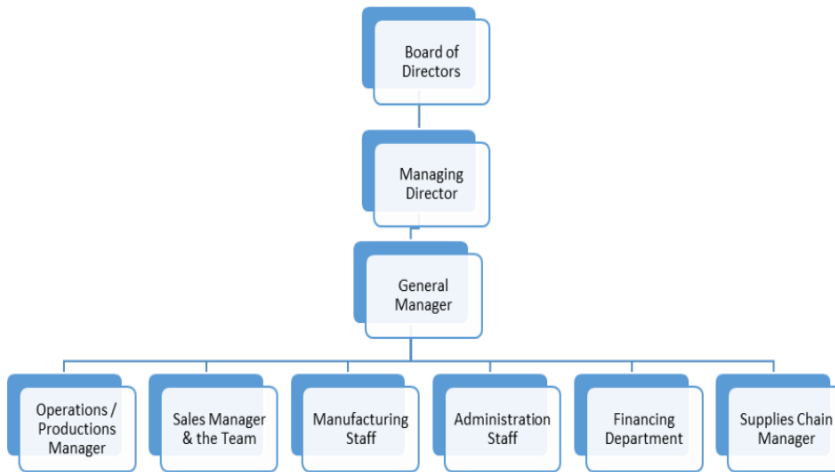 Board of
Directors
Managing
Director
General
Manager
Operations /
Productions
Manager
Sales Manager
& the Team
Manufacturing
Staff
Administration
Staff
Financing
Department
Supplies Chain
Manager